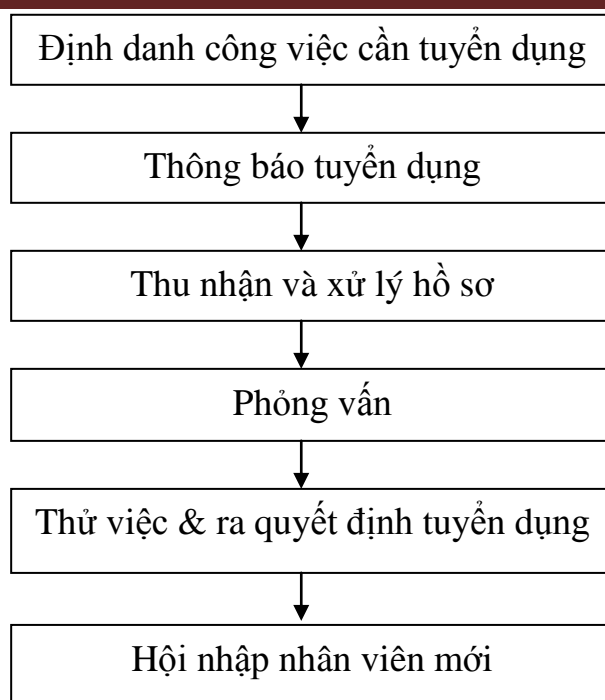 Định danh công việc cần tuyển dụng
Thông báo tuyển dụng
Thu nhận và xử lý hồ sơ
Phỏng vấn
Thử việc & ra quyết định tuyển dụng
Hội nhập nhân viên mới